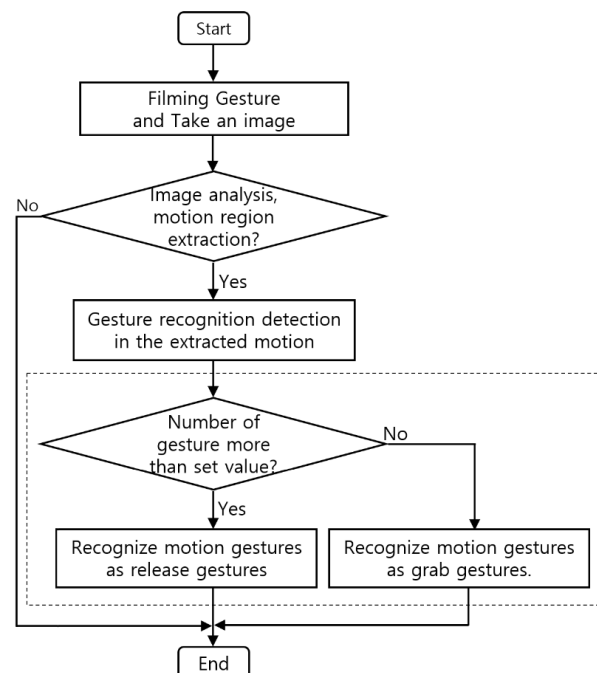 Start
Filming Gesture
and Take an image
No
Image analysis,
motion region
extraction?
Yes
Gesture recognition detection
in the extracted motion
Number of
gesture more
than set value?
No
Yes
Recognize motion gestures
as release gestures
Recognize motion gestures
as grab gestures.
End